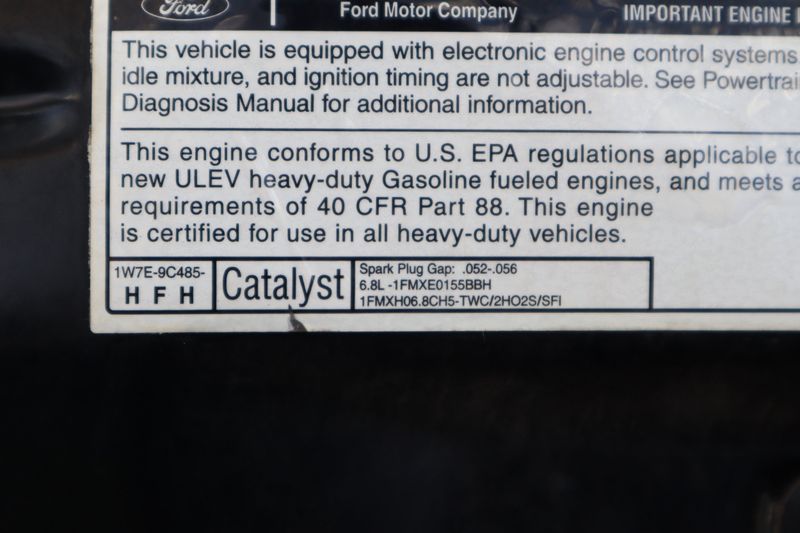 Ford
Ford Motor Company
IMPORTANT ENGINE
This vehicle is equipped with electronic engine control systems.
idle mixture, and ignition timing are not adjustable. See Powertrai
Diagnosis Manual for additional information.
This engine conforms to U.S. EPA regulations applicable to
new ULEV heavy-duty Gasoline fueled engines, and meets a
requirements of 40 CFR Part 88. This engine
is certified for use in all heavy-duty vehicles.
1W7E-9C485-
H F H
Catalyst
Spark Plug Gap: .052-.056
6.8L -1FMXE0155BBH
1FMXH06.8CH5-TWC/2HO2S/SFI